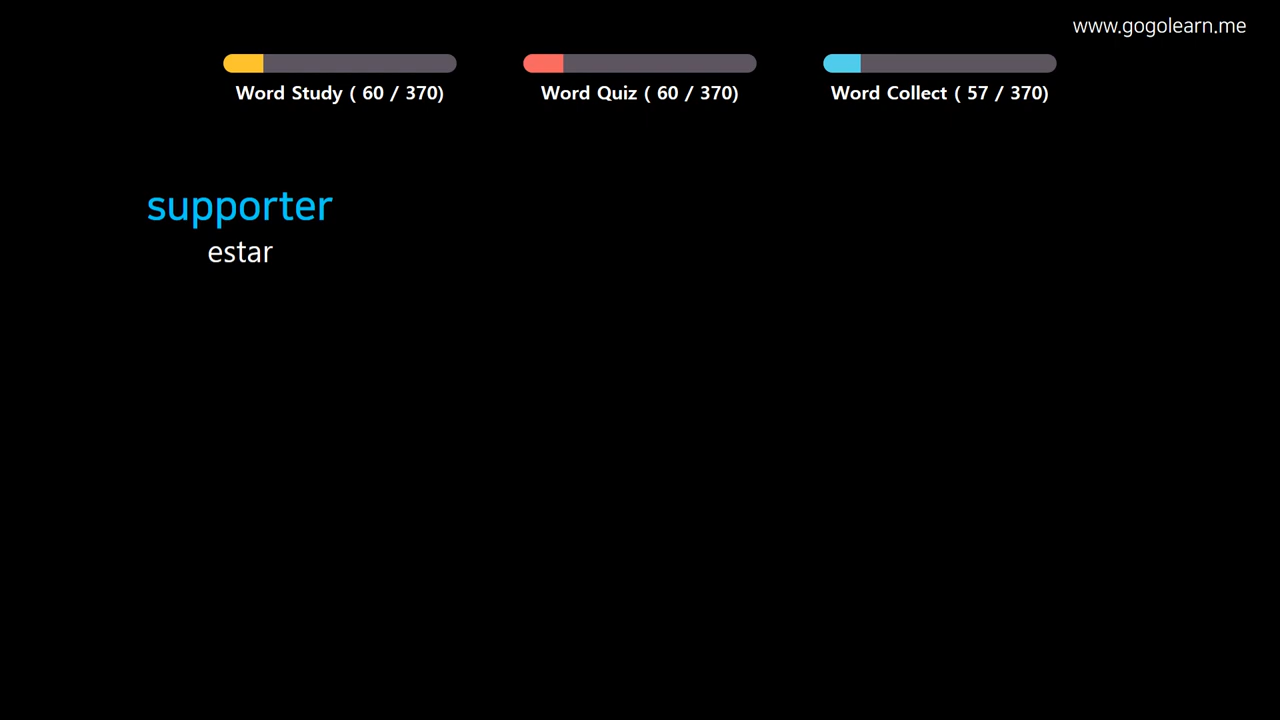 www.gogolearn.me
Word Study ( 60 / 370)
Word Quiz ( 60 / 370)
Word Collect ( 57 / 370)
supporter
estar